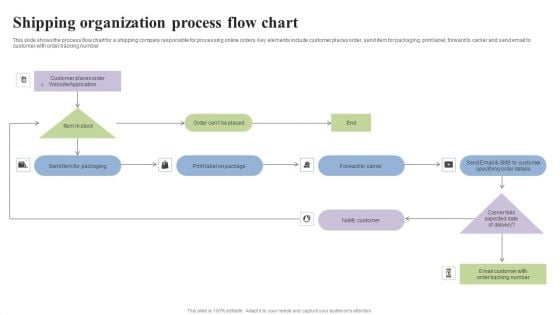 Shipping organization process flow chart
This slide shows the process flow chart for a shipping company responsible for processing online orders. Key elements include customer places order, send item for packaging, print label, forward to carrier and send email to
customer with order tracking number
Customer places order
Website/Application
Item in stock
Order can't be placed
End
Send item for packaging
Print label on package
Forward to carrier
Send Email & SMS to customer
specifying order details
Notify customer
Carrier tells
expected date
of delivery?
Email customer with
order tracking number
This slide is 100% editable. Adapt it to your needs and capture your audience's attention.